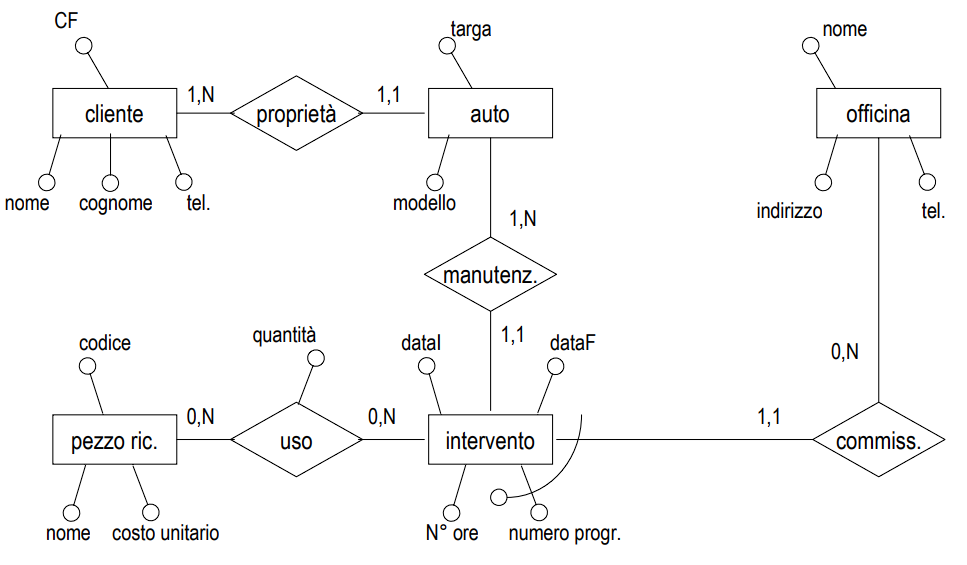 CF
targa
nome
cliente
1,N
proprietà
1,1
auto
officina
nome
cognome
tel.
modello
indirizzo
tel.
1,N
manutenz.
codice
quantità
dataI
1,1
dataF
0,N
pezzo ric.
0,N
uso
0,N
intervento
1,1
commiss.
nome
costo unitario
N° ore
numero progr.